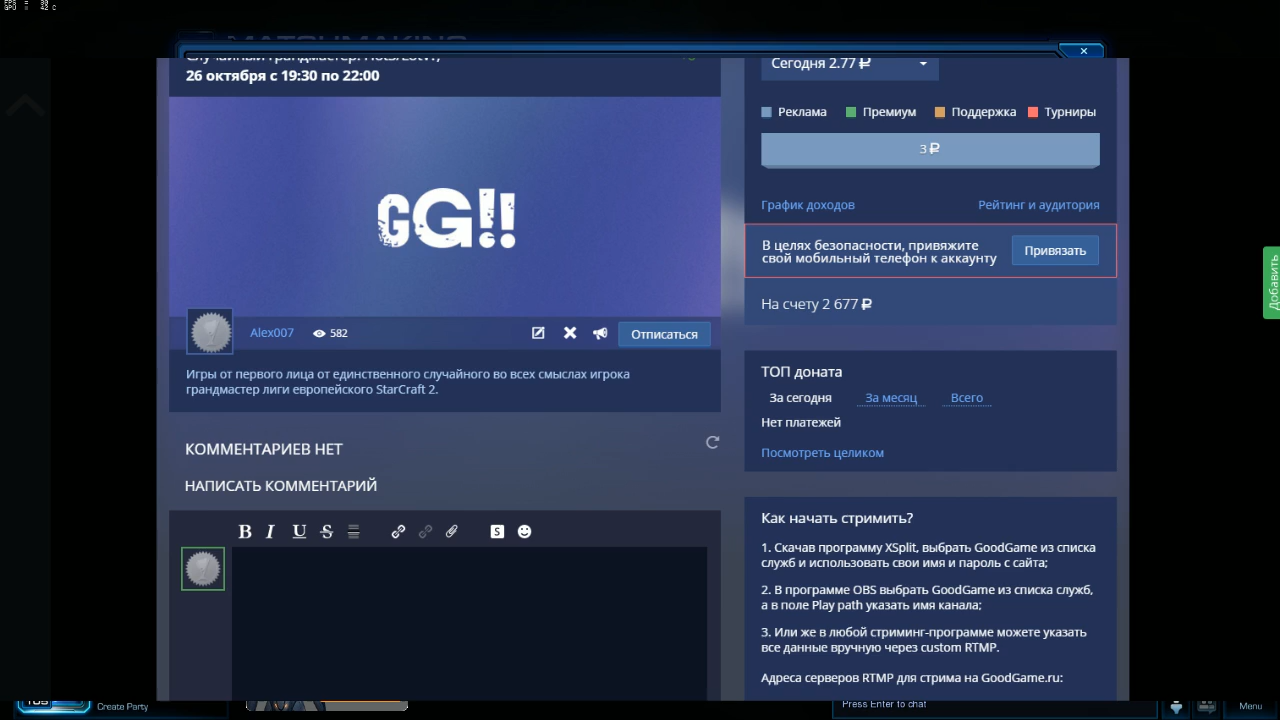 GPU = 42 c
26 октября с 19:30 по 22:00
GG!!
Alex007
582
Отписаться
Игры от первого лица от единственного случайного во всех смыслах игрока
грандмастер лиги европейского StarCraft 2.
КОММЕНТАРИЕВ НЕТ
НАПИСАТЬ КОММЕНТАРИЙ
B I U S
S
Сегодня 2.77 ₽
Реклама Премиум Поддержка Турниры
3 ₽
График доходов Рейтинг и аудитория
В целях безопасности, привяжите
свой мобильный телефон к аккаунту
Привязать
На счету 2 677 ₽
ТОП доната
За сегодня За месяц Всего
Нет платежей
Посмотреть целиком
Как начать стримить?
1. Скачав программу XSplit, выбрать GoodGame из списка
служб и использовать свои имя и пароль с сайта;
2. В программе OBS выбрать GoodGame из списка служб,
а в поле Play path указать имя канала;
3. Или же в любой стриминг-программе можете указать
все данные вручную через custom RTMP.
Адреса серверов RTMP для стрима на GoodGame.ru:
Добавить
Create Party
Press Enter to chat
Menu